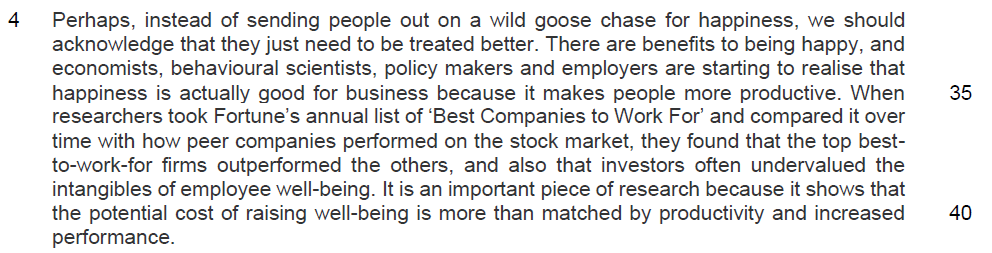 4 Perhaps, instead of sending people out on a wild goose chase for happiness, we should
acknowledge that they just need to be treated better. There are benefits to being happy, and
economists, behavioural scientists, policy makers and employers are starting to realise that
happiness is actually good for business because it makes people more productive. When 35
researchers took Fortune's annual list of ‘Best Companies to Work For’ and compared it over
time with how peer companies performed on the stock market, they found that the top best-
to-work-for firms outperformed the others, and also that investors often undervalued the
intangibles of employee well-being. It is an important piece of research because it shows that
the potential cost of raising well-being is more than matched by productivity and increased 40
performance.